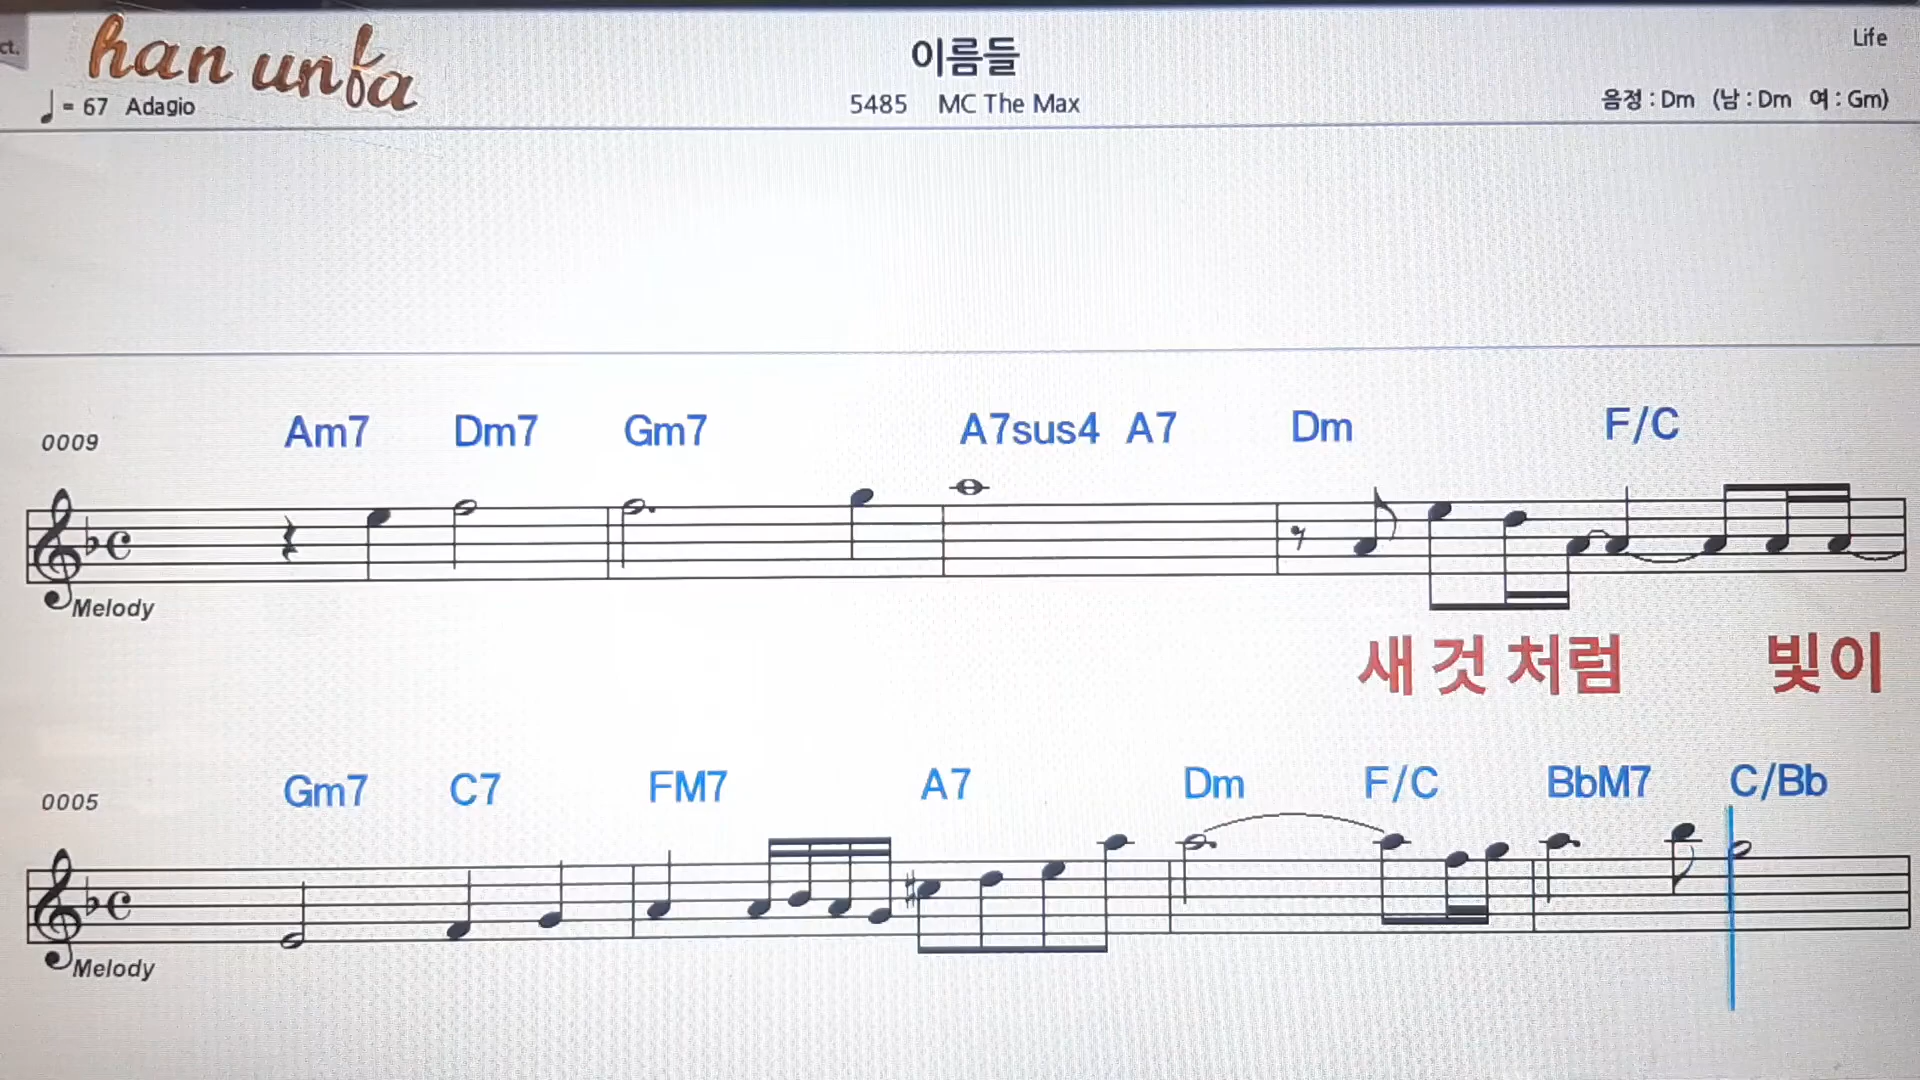 ct.
han unba
이름들
Life
= 67 Adagio
5485 MC The Max
음정 : Dm (남 : Dm 여 : Gm)
0009 Am7 Dm7 Gm7 A7sus4 A7 Dm F/C
Melody
새 것 처럼 빛이
0005 Gm7 C7 FM7 A7 Dm F/C BbM7 C/Bb
Melody